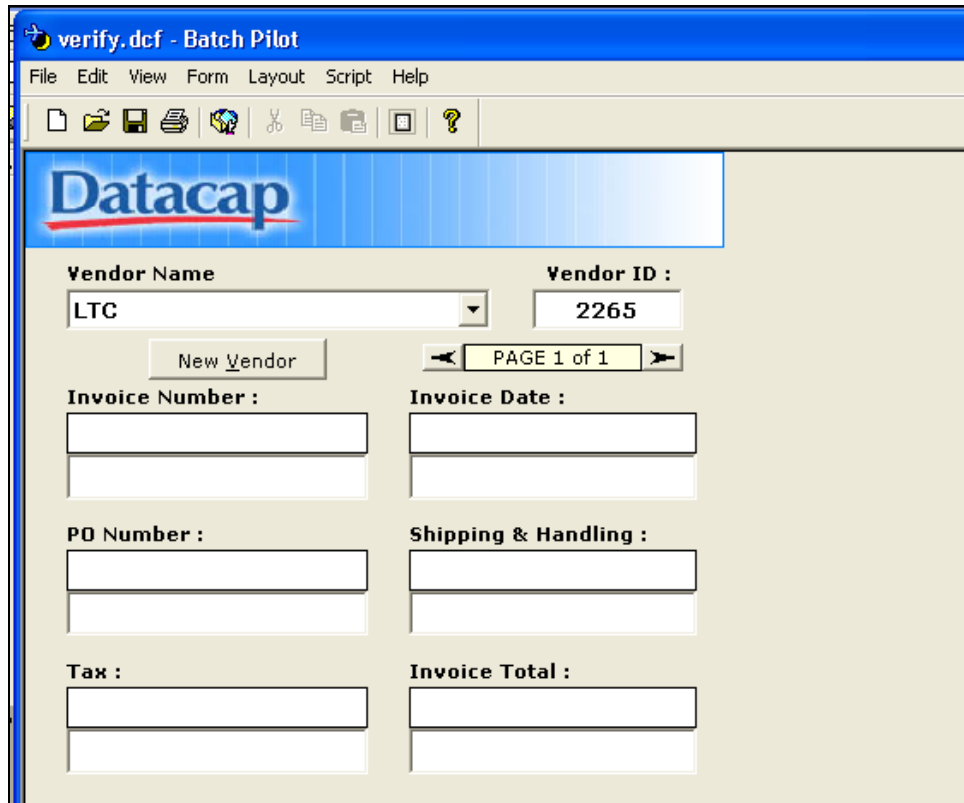 verify.dcf - Batch Pilot
File Edit View Form Layout Script Help
Datacap
Vendor Name Vendor ID :
LTC 2265
New Vendor PAGE 1 of 1
Invoice Number : Invoice Date :
PO Number : Shipping & Handling :
Tax : Invoice Total :